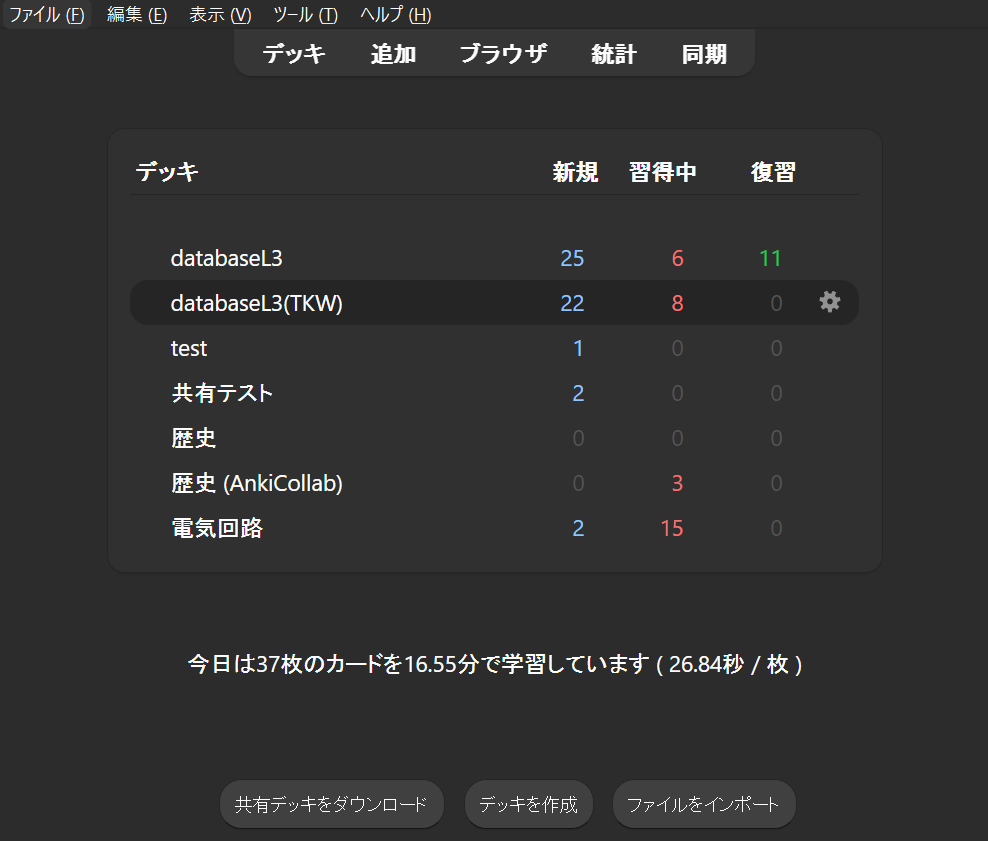 ファイル (F) 編集 (E) 表示 (V) ツール (T) ヘルプ (H)
デッキ 追加 ブラウザ 統計 同期
デッキ 新規 習得中 復習
databaseL3 25 6 11
databaseL3(TKW) 22 8 0
test 1 0 0
共有テスト 2 0 0
歴史 0 0 0
歴史 (AnkiCollab) 0 3 0
電気回路 2 15 0
今日は37枚のカードを16.55分で学習しています ( 26.84秒 / 枚 )
共有デッキをダウンロード デッキを作成 ファイルをインポート